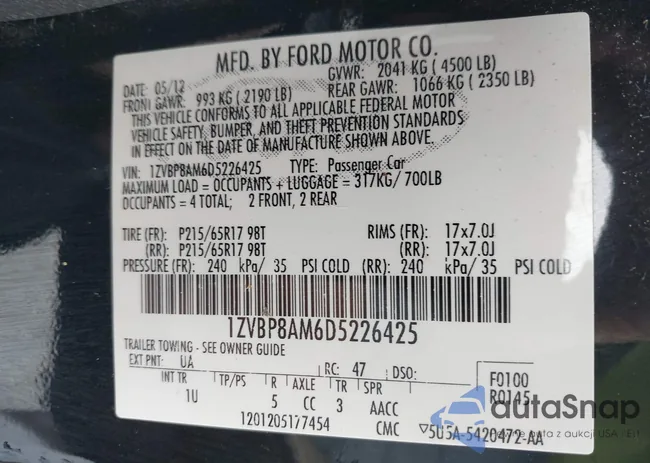 MFD. BY FORD MOTOR CO.
DATE: 05/12 GVWR: 2041 KG ( 4500 LB)
FRONT GAWR: 993 KG ( 2190 LB) REAR GAWR: 1066 KG ( 2350 LB)
THIS VEHICLE CONFORMS TO ALL APPLICABLE FEDERAL MOTOR
VEHICLE SAFETY, BUMPER, AND THEFT PREVENTION STANDARDS
IN EFFECT ON THE DATE OF MANUFACTURE SHOWN ABOVE.
VIN: 1ZVBP8AM6D5226425 TYPE: Passenger Car
MAXIMUM LOAD = OCCUPANTS + LUGGAGE = 317KG/ 700LB
OCCUPANTS = 4 TOTAL; 2 FRONT, 2 REAR
TIRE (FR): P215/65R17 98T RIMS (FR): 17x7.0J
(RR): P215/65R17 98T (RR): 17x7.0J
PRESSURE (FR): 240 kPa/ 35 PSI COLD (RR): 240 kPa/ 35 PSI COLD
1ZVBP8AM6D5226425
TRAILER TOWING - SEE OWNER GUIDE
EXT PNT: UA RC: 47 DSO: F0100
INT TR TP/PS R AXLE TR SPR R0145
1U 5 CC 3 AACC
1201205177454 CMC 5U5A-5420472-AA
autoSnap
z aukcji USA